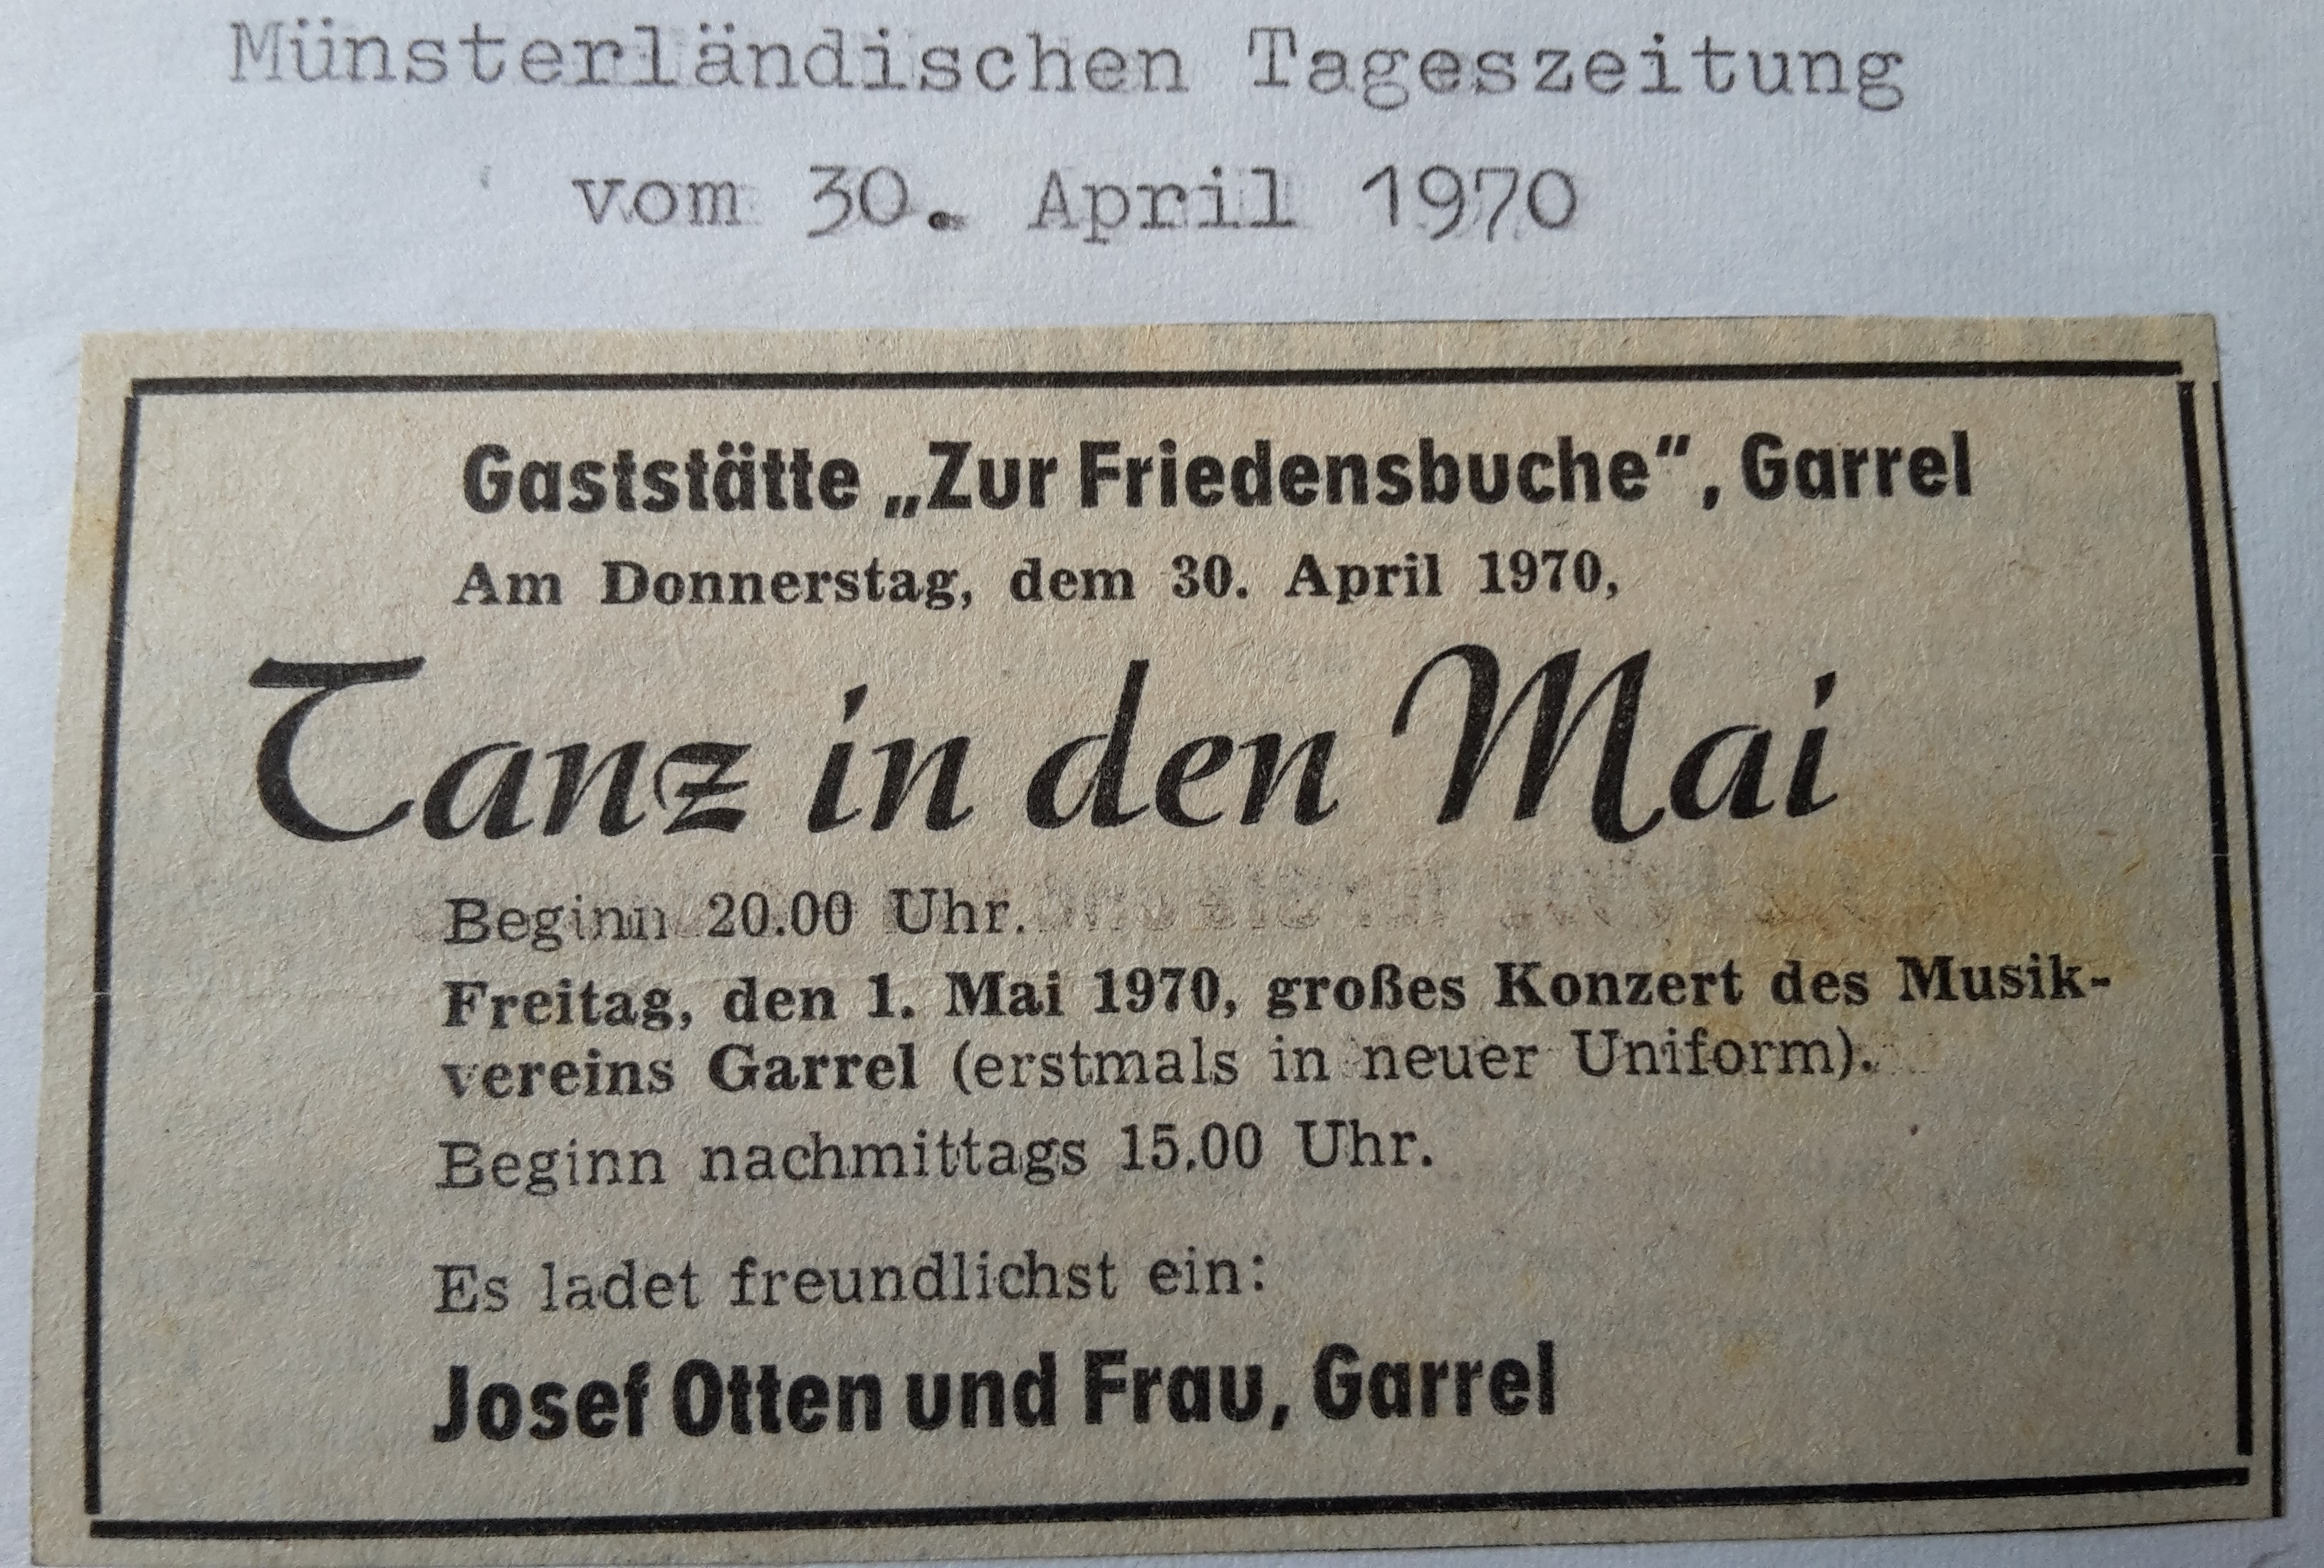 Münsterländischen Tageszeitung
vom 30. April 1970
Gaststätte „Zur Friedensbuche“, Garrel
Am Donnerstag, dem 30. April 1970,
Tanz in den Mai
Beginn 20.00 Uhr.
Freitag, den 1. Mai 1970, großes Konzert des Musik-
vereins Garrel (erstmals in neuer Uniform).
Beginn nachmittags 15.00 Uhr.
Es ladet freundlichst ein:
Josef Otten und Frau, Garrel